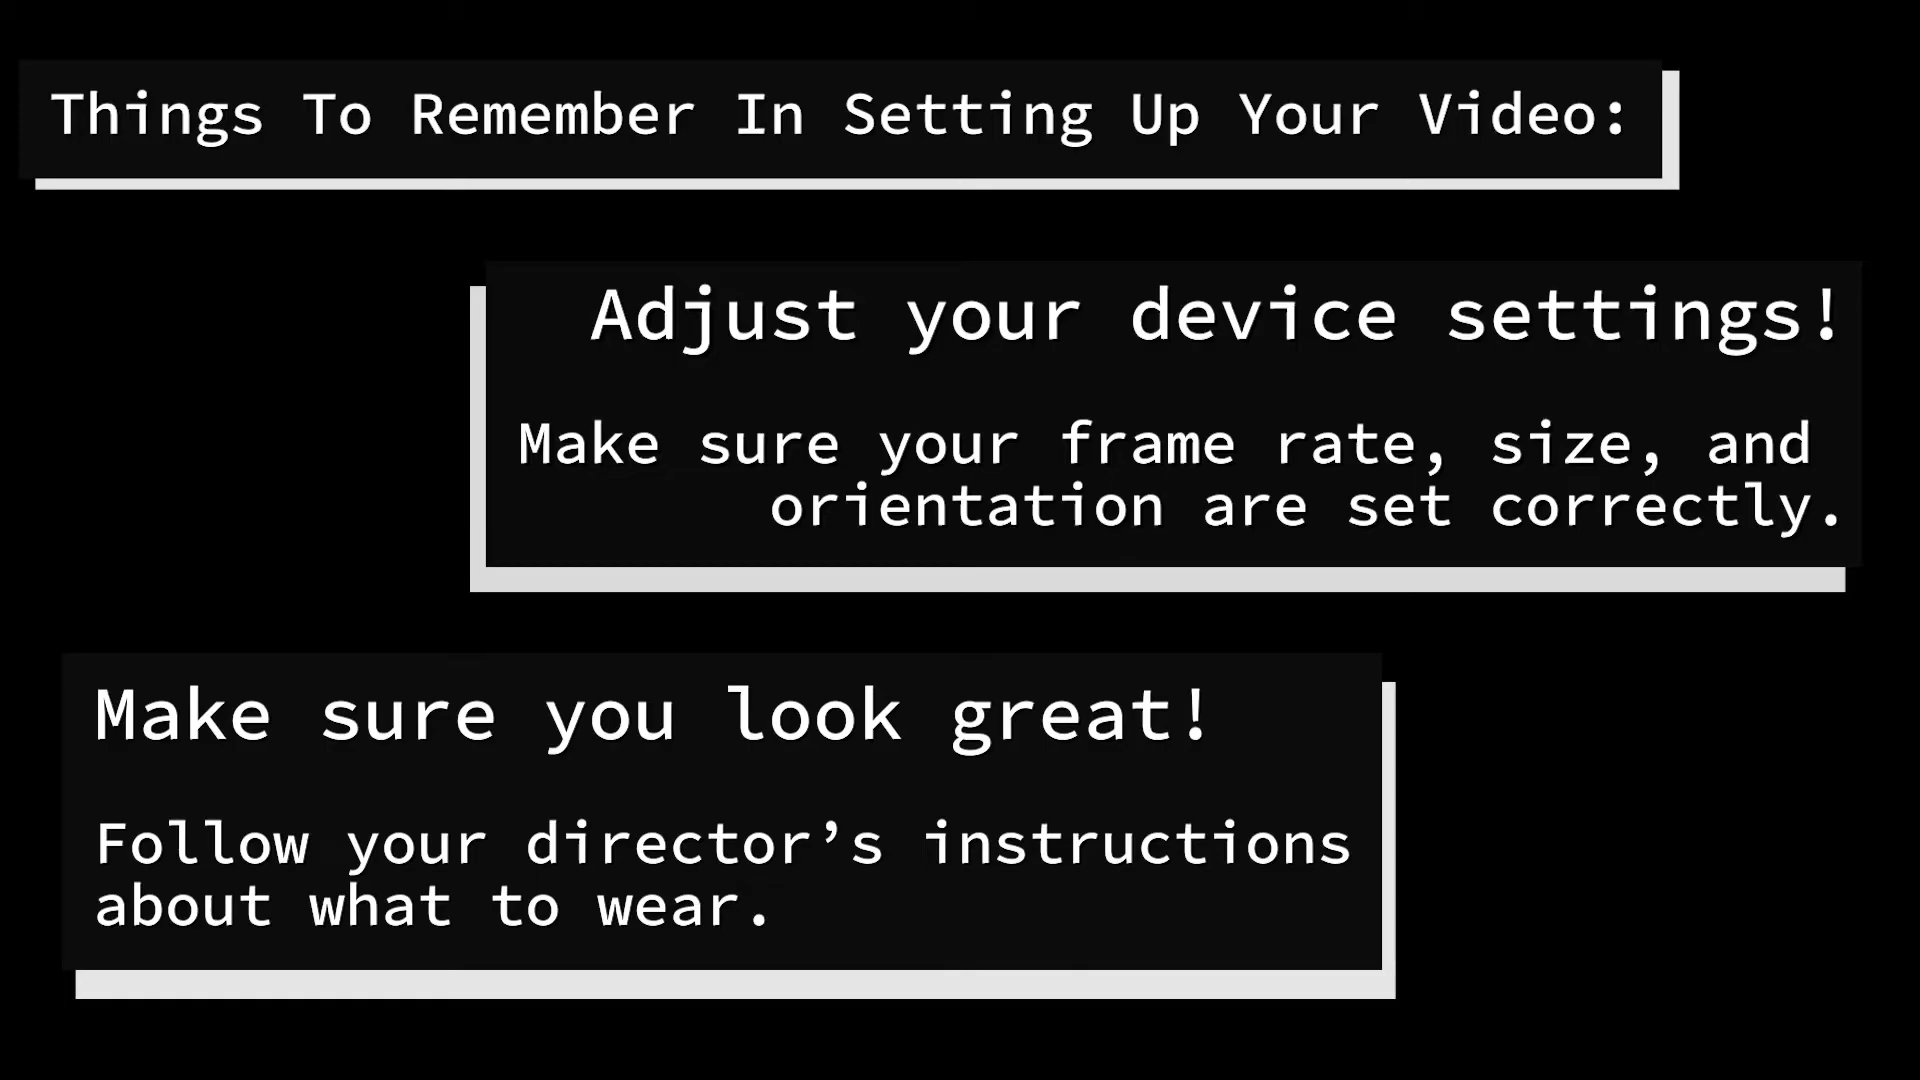 Things To Remember In Setting Up Your Video:
Adjust your device settings!
Make sure your frame rate, size, and
orientation are set correctly.
Make sure you look great!
Follow your director’s instructions
about what to wear.